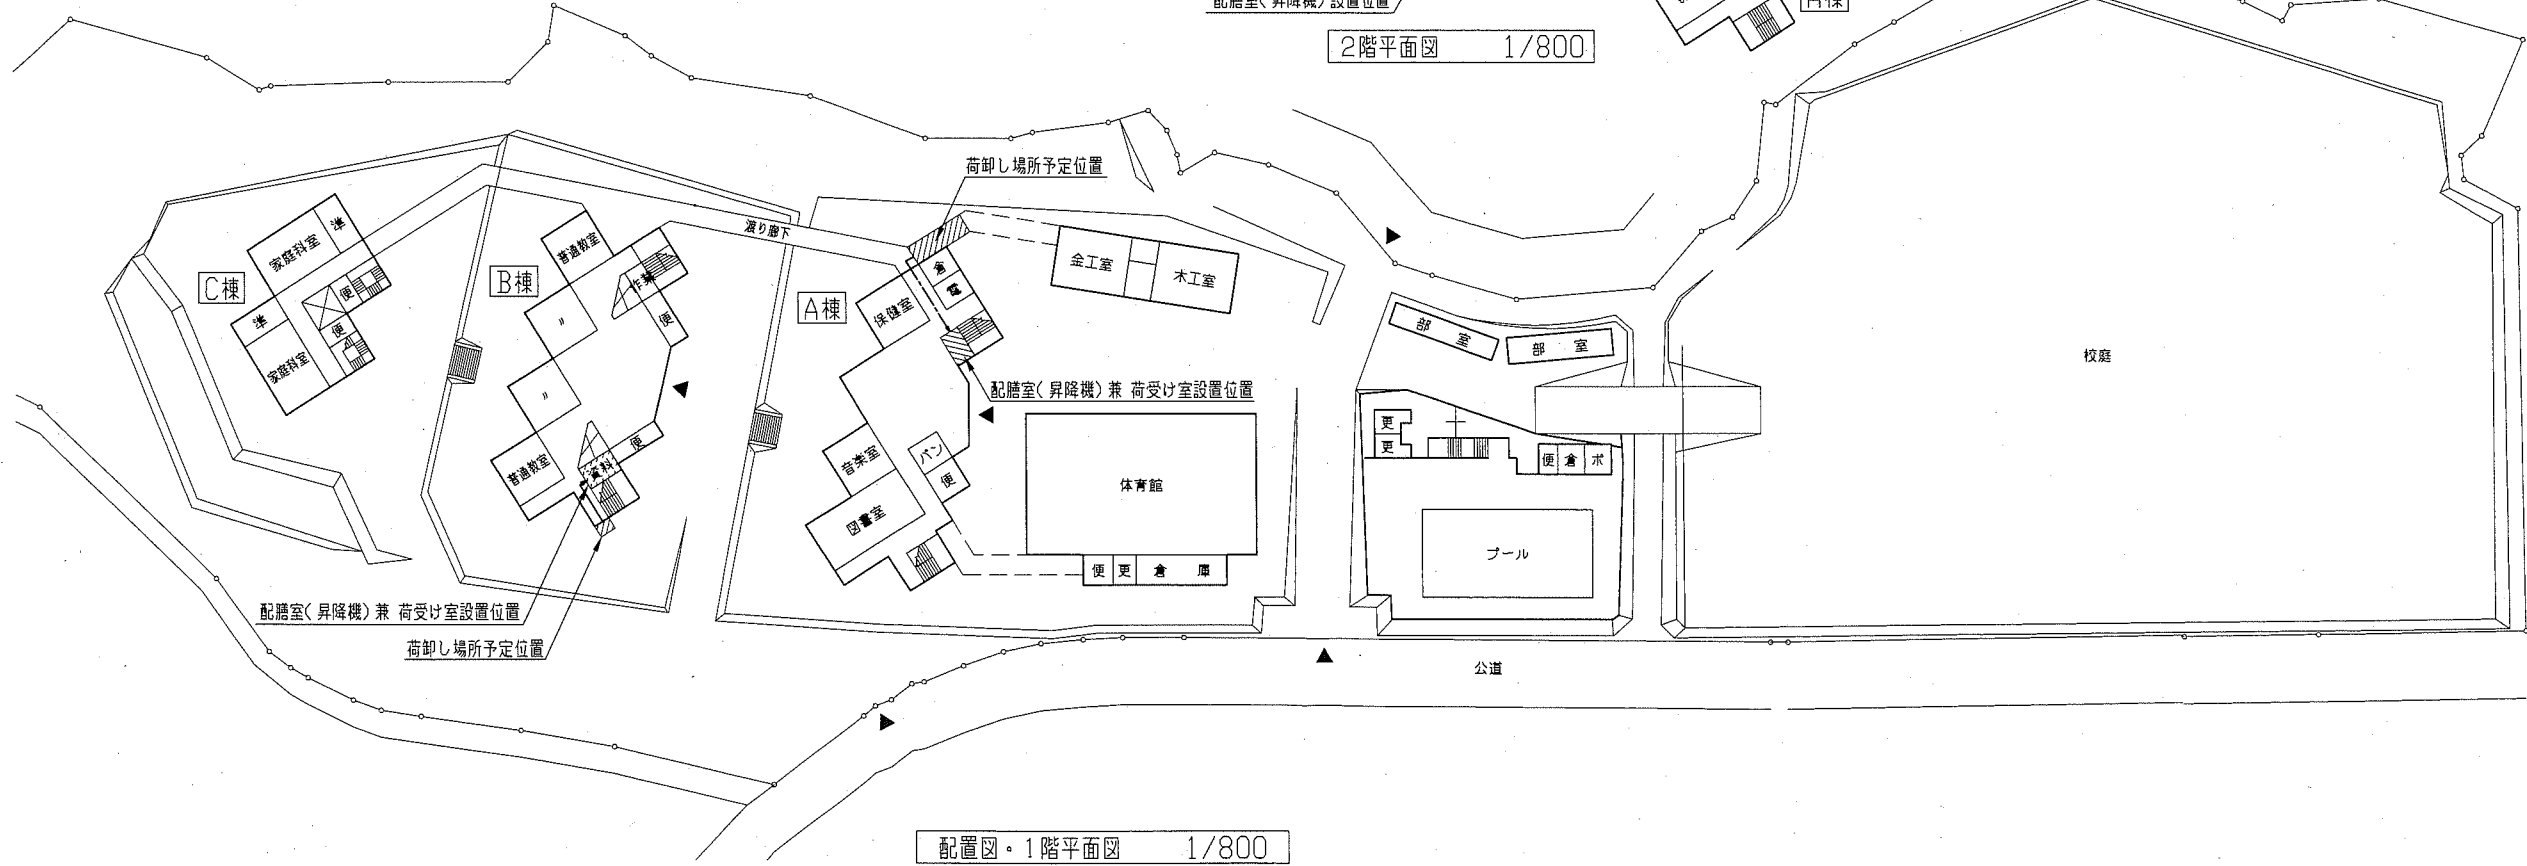 配膳室(昇降機)設置位置
A棟
2階平面図 1/800
荷卸し場所予定位置
渡り廊下
家庭科室
準
C棟
便
準
便
家庭科室
普通教室
B棟
作業
〃
便
〃
普通教室
資料
便
倉
電
A棟
保健室
金工室
木工室
配膳室(昇降機)兼 荷受け室設置位置
パン
音楽室
便
図書室
体育館
便
更
倉庫
部室
部室
更
更
便
倉
ポ
プール
校庭
配膳室(昇降機)兼 荷受け室設置位置
荷卸し場所予定位置
公道
配置図・1階平面図 1/800